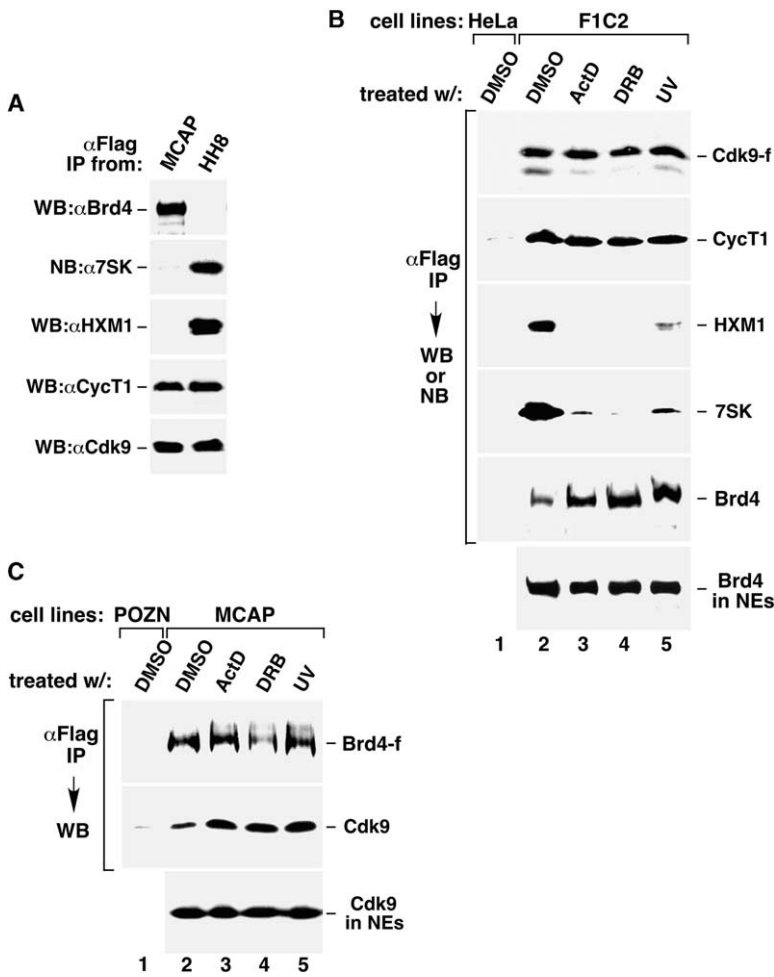 A
αFlag
IP from:
MCAP
HH8
WB:αBrd4
NB:α7SK
WB:αHXM1
WB:αCycT1
WB:αCdk9
B
cell lines: HeLa F1C2
treated w/: DMSO DMSO ActD DRB UV
αFlag
IP
WB
or
NB
Cdk9-f
CycT1
HXM1
7SK
Brd4
Brd4
in NEs
1 2 3 4 5
C
cell lines: POZN MCAP
treated w/: DMSO DMSO ActD DRB UV
αFlag
IP
WB
Brd4-f
Cdk9
Cdk9
in NEs
1 2 3 4 5